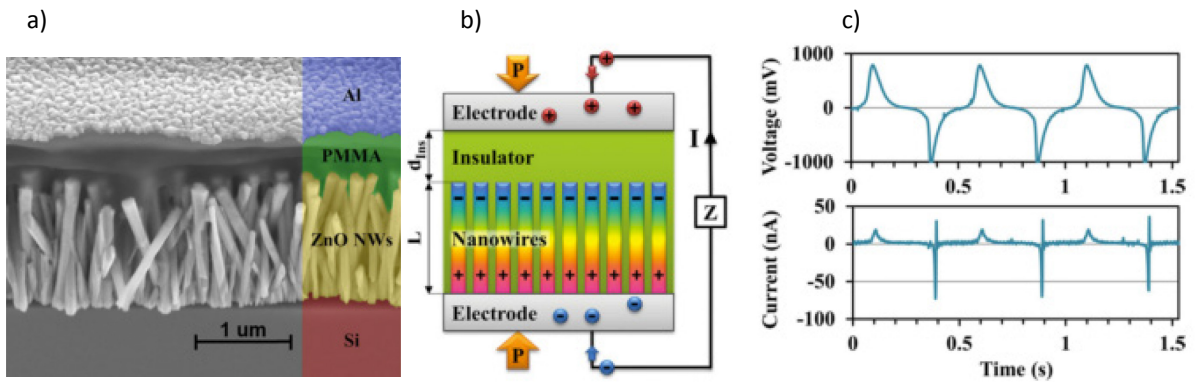 a)
b)
c)
Al
PMMA
ZnO NWs
Si
1 um
P
Electrode
+ + +
+
d_Ins
Insulator
I
L
- - - - - - - - - -
Nanowires
Z
+ + + + + + + + + +
Electrode
- - -
P
-
Voltage (mV)
1000
0
-1000
0 0.5 1 1.5
Current (nA)
50
0
-50
-100
0 0.5 1 1.5
Time (s)